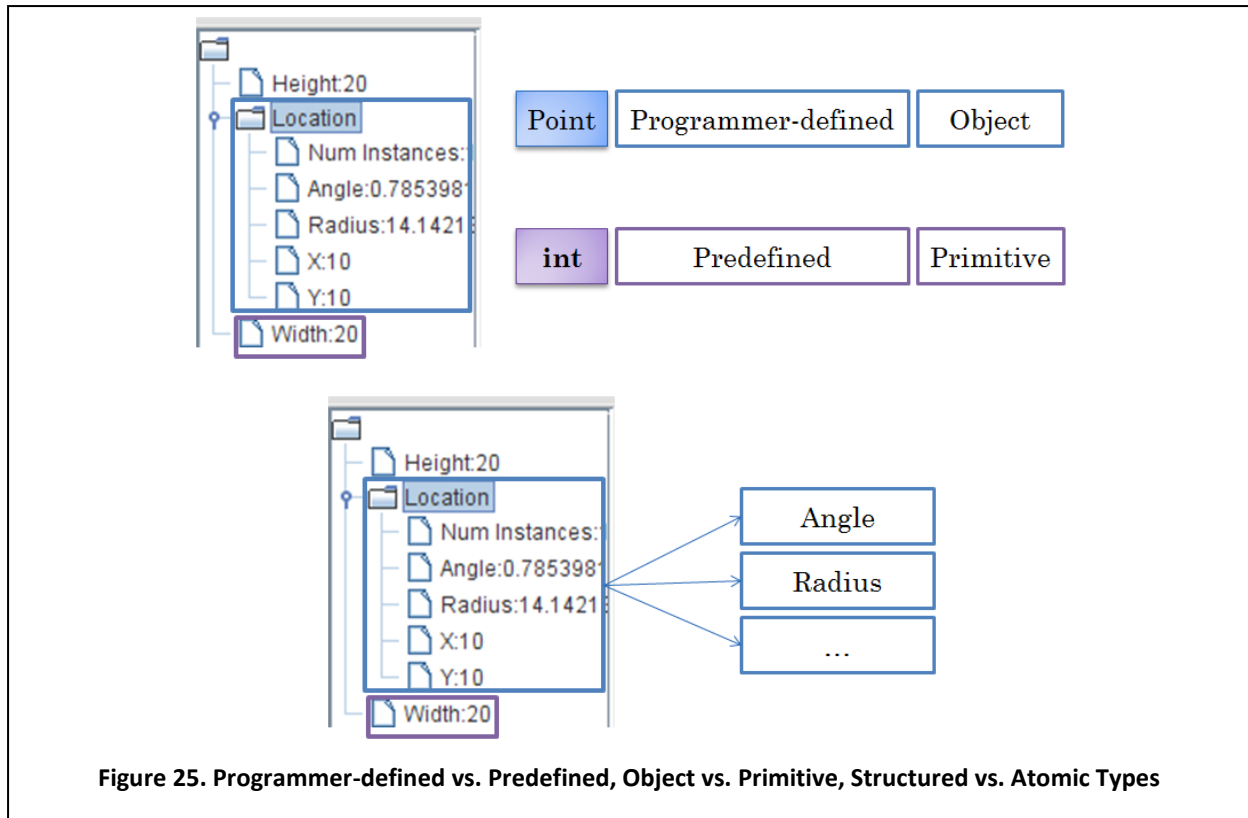 Height:20
Location
Num Instances:
Angle:0.785398
Radius:14.1421
X:10
Y:10
Width:20
Point Programmer-defined Object
int Predefined Primitive
Height:20
Location
Num Instances:
Angle:0.785398
Radius:14.1421
X:10
Y:10
Width:20
Angle
Radius
...
Figure 25. Programmer-defined vs. Predefined, Object vs. Primitive, Structured vs. Atomic Types